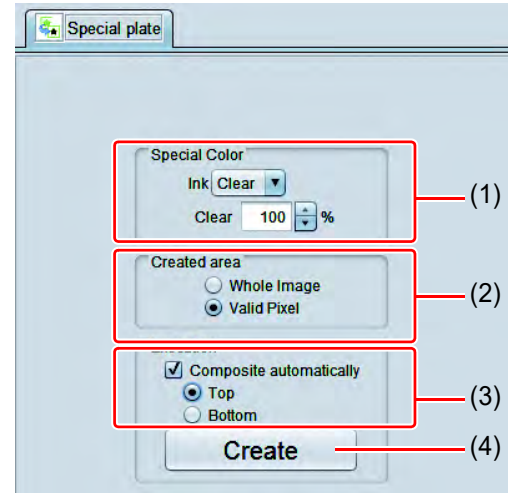 Special plate
Special Color
Ink Clear
Clear 100 %
(1)
Created area
Whole Image
Valid Pixel
(2)
Execution
Composite automatically
Top
Bottom
(3)
Create
(4)